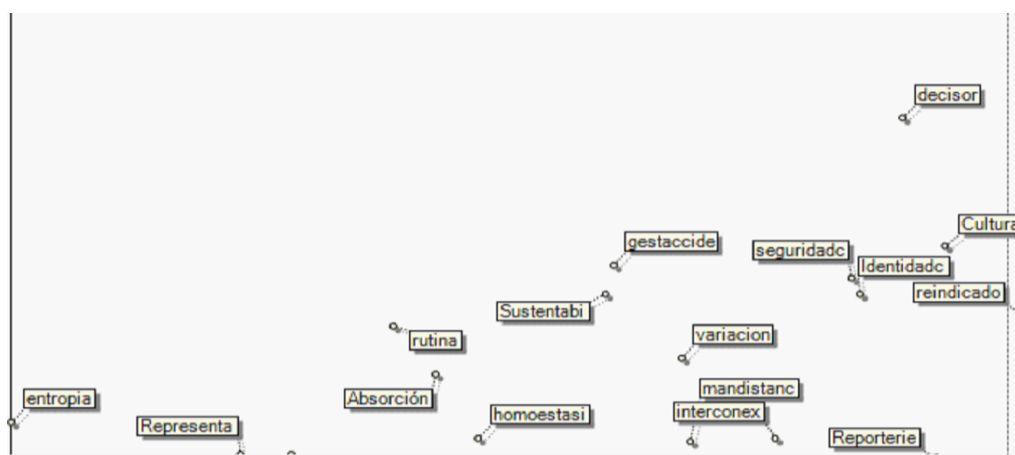 decisor
Cultura
gestaccide
seguridadc
Identidadc
reindicado
Sustentabi
rutina
variacion
entropia
Absorción
mandistanc
Representa
homoestasi
interconex
Reporterie